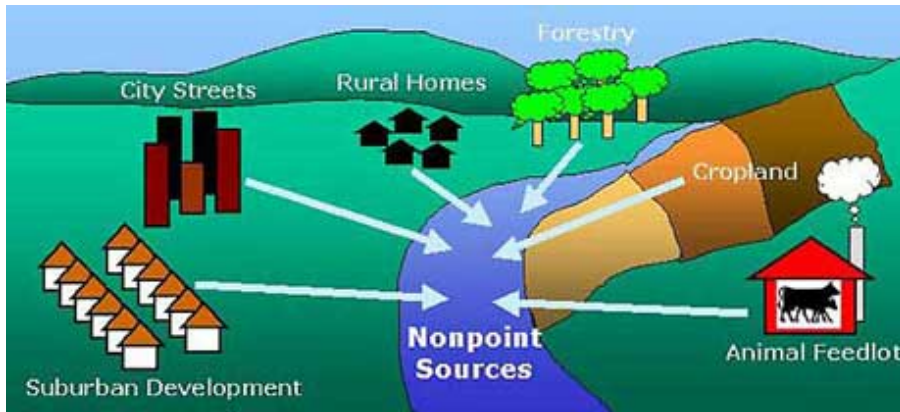 Forestry
Rural Homes
City Streets
Cropland
Nonpoint
Sources
Animal Feedlot
Suburban Development